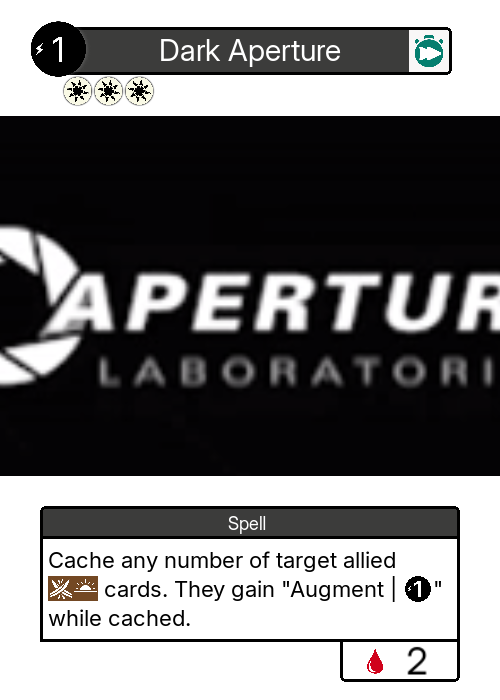 1
Dark Aperture
APERTUR
LABORATORI
Spell
Cache any number of target allied
cards. They gain "Augment | 1"
while cached.
2